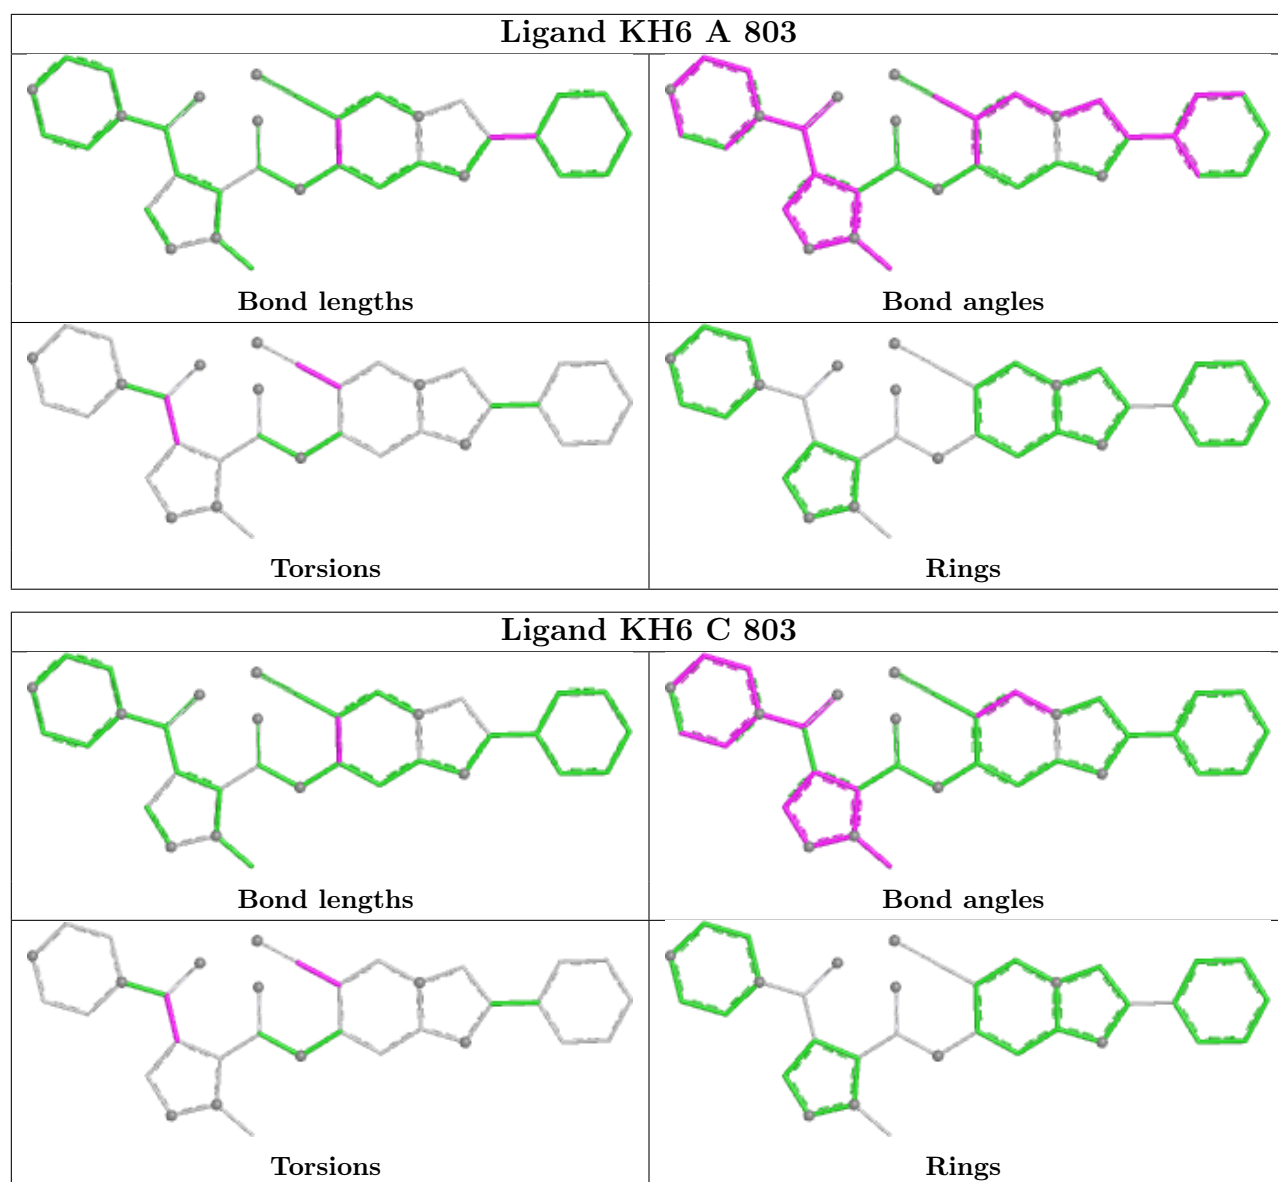 Ligand KH6 A 803
Bond lengths
Bond angles
Torsions
Rings
Ligand KH6 C 803
Bond lengths
Bond angles
Torsions
Rings